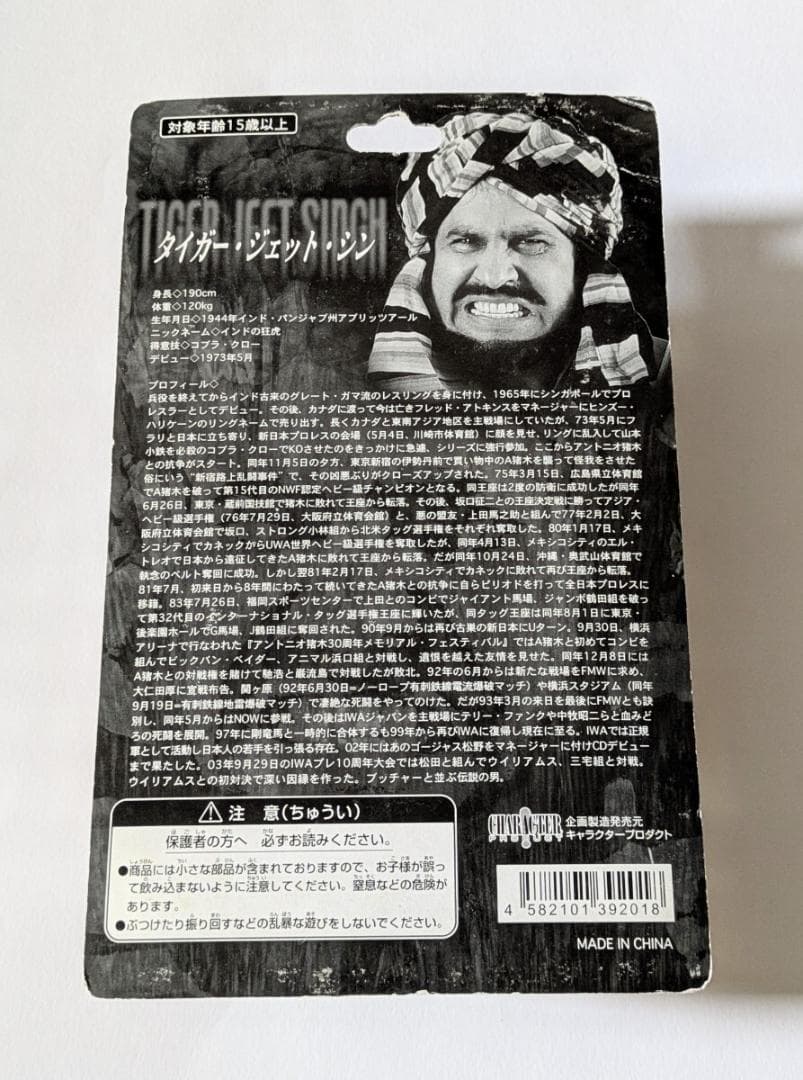 対象年齢15歳以上
TIGER JEET SINGH
タイガー・ジェット・シン
身長◇190cm
体重◇120kg
生年月日◇1944年インド・パンジャブ州アブリッツアール
ニックネーム◇インドの狂虎
得意技◇コブラ・クロー
デビュー◇1973年5月
プロフィール◇
兵役を終えてからインド古来のグレート・ガマ流のレスリングを身に付け、1965年にシンガポールでプロ
レスラーとしてデビュー。その後、カナダに渡って今は亡きフレッド・アトキンスをマネージャーにヒンズー・
ハリケーンのリングネームで売り出す。長くカナダと東南アジア地区を主戦場にしていたが、73年5月にフ
ラリと日本に立ち寄り、新日本プロレスの会場（5月4日、川崎市体育館）に顔を見せ、リングに乱入して山本
小鉄を必殺のコブラ・クローでKOさせたのをきっかけに急遽、シリーズに強行参加。ここからアントニオ猪木
との抗争がスタート。同年11月5日の夕方、東京新宿の伊勢丹前で買い物中のA猪木を襲って怪我をさせた
俗にいう“新宿路上乱闘事件”で、その凶悪ぶりがクローズアップされた。75年3月15日、広島県立体育館
でA猪木を破って第15代目のNWF認定ヘビー級チャンピオンとなる。同王座は2度の防衛に成功したが同年
6月26日、東京・蔵前国技館で猪木に敗れて王座から転落。その後、坂口征二との王座決定戦に勝ってアジア・
ヘビー級選手権（76年7月29日、大阪府立体育会館）と、悪の盟友・上田馬之助と組んで77年2月2日、大
阪府立体育会館で坂口、ストロング小林組から北米タッグ選手権をそれぞれ奪取した。80年1月17日、メキ
シコシティでカネックからUWA世界ヘビー級選手権を奪取したが、同年4月13日、メキシコシティのエル・
トレオで日本から遠征してきたA猪木に敗れて王座から転落。だが同年10月24日、沖縄・奥武山体育館で
執念のベルト奪回に成功。しかし翌81年2月17日、メキシコシティでカネックに敗れて再び王座から転落。
81年7月、初来日から8年間にわたって続いてきたA猪木との抗争に自らピリオドを打って全日本プロレスに
移籍。83年7月26日、福岡スポーツセンターで上田とのコンビでジャイアント馬場、ジャンボ鶴田組を破っ
て第32代目のインターナショナル・タッグ選手権王座に輝いたが、同タッグ王座は同年8月1日に東京・
後楽園ホールでG馬場、J鶴田組に奪回された。90年9月からは再び古巣の新日本にUターン。9月30日、横浜
アリーナで行なわれた『アントニオ猪木30周年メモリアル・フェスティバル』ではA猪木と初めてコンビを
組んでビックバン・ベイダー、アニマル浜口組と対戦し、遺恨を越えた友情を見せた。同年12月8日には
A猪木との対戦権を賭けて馳浩と巌流島で対戦したが敗北。92年の6月からは新たな戦場をFMWに求め、
大仁田厚に宣戦布告。関ヶ原（92年6月30日=ノーロープ有刺鉄線電流爆破マッチ）や横浜スタジアム（同年
9月19日=有刺鉄線地雷爆破マッチ）で凄絶な死闘をやってのけた。だが93年3月の来日を最後にFMWとも訣
別し、同年5月からはNOWに参戦。その後はIWAジャパンを主戦場にテリー・ファンクや中牧昭二らと血みど
ろの死闘を展開。97年に剛竜馬と一時的に合体するも99年から再びIWAに復帰し現在に至る。IWAでは正規
軍として活動し日本人の若手を引っ張る存在。02年にはあのゴージャス松野をマネージャーに付けCDデビュー
まで果たした。03年9月29日のIWAプレ10周年大会では松田と組んでウイリアムス、三宅組と対戦。
ウイリアムスとの初対決で深い因縁を作った。ブッチャーと並ぶ伝説の男。
注 意(ちゅうい)
保護者の方へ 必ずお読みください。
●商品には小さな部品が含まれておりますので、お子様が誤っ
て飲み込まないように注意してください。窒息などの危険が
あります。
●ぶつけたり振り回すなどの乱暴な遊びをしないでください。
CHARACTER PRODUCT
企画製造発売元
キャラクタープロダクト
4 582101 392018
MADE IN CHINA